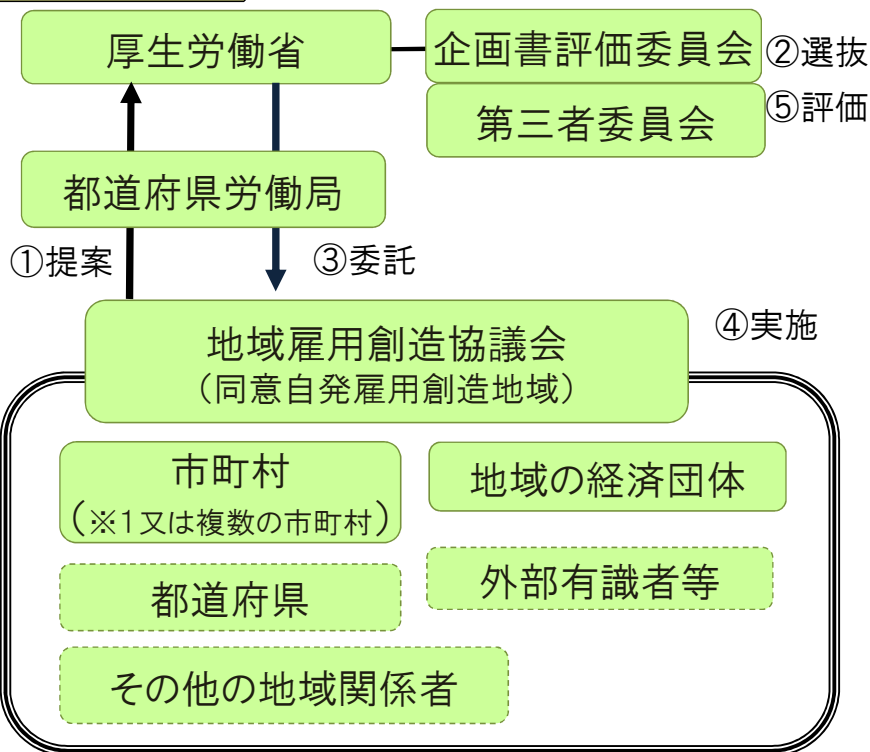 厚生労働省
企画書評価委員会
②選抜
第三者委員会
⑤評価
都道府県労働局
①提案
③委託
地域雇用創造協議会
（同意自発雇用創造地域）
④実施
市町村
（※1又は複数の市町村）
地域の経済団体
都道府県
外部有識者等
その他の地域関係者